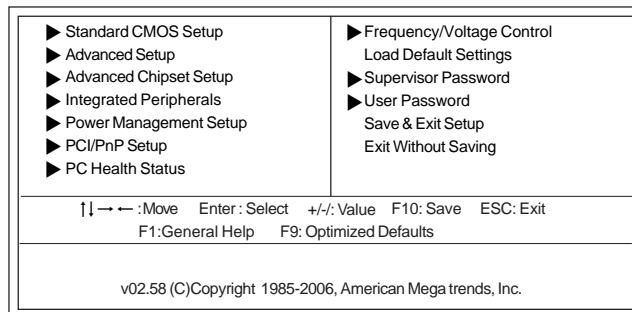 ▶ Standard CMOS Setup
▶ Advanced Setup
▶ Advanced Chipset Setup
▶ Integrated Peripherals
▶ Power Management Setup
▶ PCI/PnP Setup
▶ PC Health Status
▶ Frequency/Voltage Control
Load Default Settings
▶ Supervisor Password
▶ User Password
Save & Exit Setup
Exit Without Saving
↑↓→← :Move Enter : Select +/-/: Value F10: Save ESC: Exit
F1:General Help F9: Optimized Defaults
v02.58 (C)Copyright 1985-2006, American Mega trends, Inc.